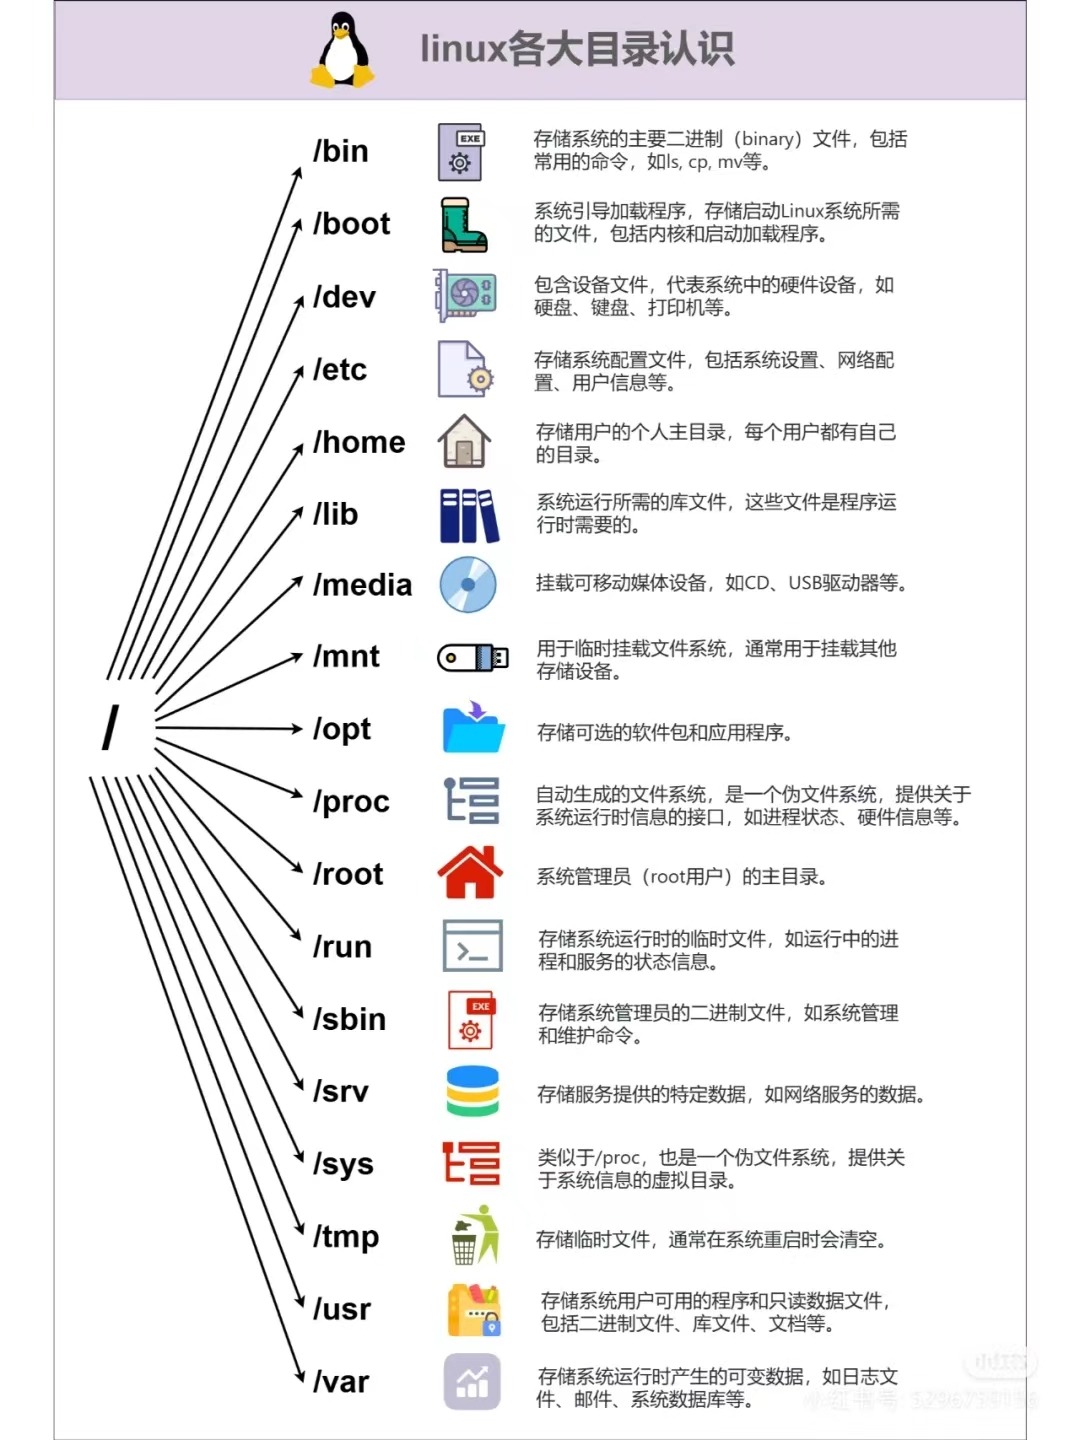 linux各大目录认识
/bin
EXE
存储系统的主要二进制（binary）文件，包括
常用的命令，如ls, cp, mv等。
/boot
系统引导加载程序，存储启动Linux系统所需
的文件，包括内核和启动加载程序。
/dev
包含设备文件，代表系统中的硬件设备，如
硬盘、键盘、打印机等。
/etc
存储系统配置文件，包括系统设置、网络配
置、用户信息等。
/home
存储用户的个人主目录，每个用户都有自己
的目录。
/lib
系统运行所需的库文件，这些文件是程序运
行时需要的。
/media
挂载可移动媒体设备，如CD、USB驱动器等。
/mnt
用于临时挂载文件系统，通常用于挂载其他
存储设备。
/
/opt
存储可选的软件包和应用程序。
/proc
自动生成的文件系统，是一个伪文件系统，提供关于
系统运行时信息的接口，如进程状态、硬件信息等。
/root
系统管理员（root用户）的主目录。
/run
存储系统运行时的临时文件，如运行中的进
程和服务的状态信息。
/sbin
EXE
存储系统管理员的二进制文件，如系统管理
和维护命令。
/srv
存储服务提供的特定数据，如网络服务的数据。
/sys
类似于/proc，也是一个伪文件系统，提供关
于系统信息的虚拟目录。
/tmp
存储临时文件，通常在系统重启时会清空。
/usr
存储系统用户可用的程序和只读数据文件，
包括二进制文件、库文件、文档等。
/var
存储系统运行时产生的可变数据，如日志文
件、邮件、系统数据库等。
小红书号